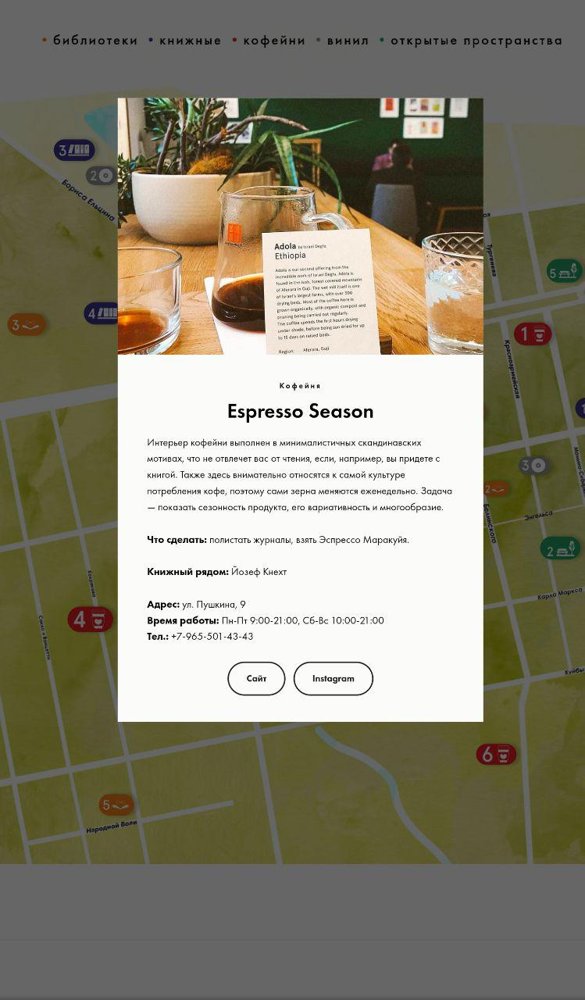 библиотеки книжные кофейни винил открытые пространства
3
2
Бориса Ельцина
4
3
Adola by Israel Degfa
Ethiopia
Adola is our second offering from the
incredible work of Israel Degfa. Adola is
found in the lush, forest covered mountains
of Aferara in Guji. The wet mill itself is one
of Israel's largest farms, with over 500
drying beds. Most of the coffee here is
grown organically, with organic compost and
pruning being carried out regularly.
The coffee spends the first hours drying
under shade, before being sun dried for up
to 15 days on raised beds.
Region: Aferara, Guji
Тургенева
5
1
Красноармейская
1
3
2
Энгельса
Белинского
2
Карла Маркса
Кофейня
Espresso Season
Интерьер кофейни выполнен в минималистичных скандинавских
мотивах, что не отвлечет вас от чтения, если, например, вы придете с
книгой. Также здесь внимательно относятся к самой культуре
потребления кофе, поэтому сами зерна меняются еженедельно. Задача
— показать сезонность продукта, его вариативность и многообразие.
Что сделать: полистать журналы, взять Эспрессо Маракуйя.
Книжный рядом: Йозеф Кнехт
Адрес: ул. Пушкина, 9
Время работы: Пн-Пт 9:00-21:00, Сб-Вс 10:00-21:00
Тел.: +7-965-501-43-43
Сайт Instagram
Хохрякова
4
Сакко и Ванцетти
Куйбы
6
5
Народной Воли